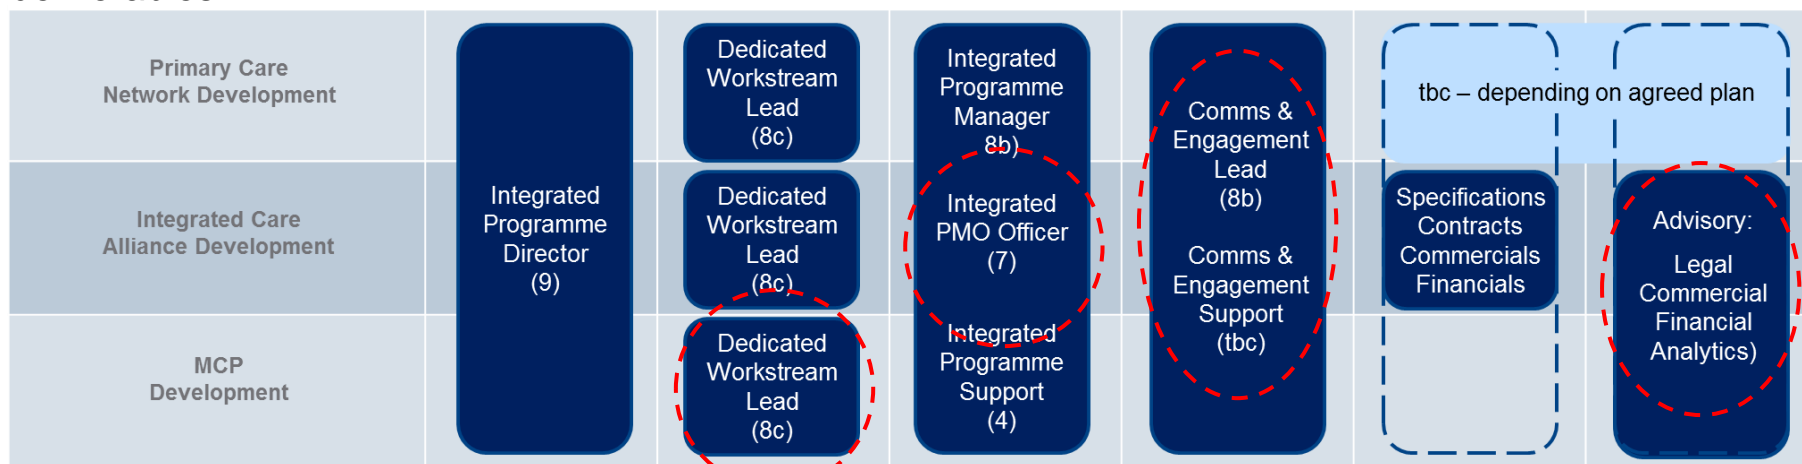 Primary Care
Network Development
Integrated Care
Alliance Development
MCP
Development
Integrated
Programme
Director
(9)
Dedicated
Workstream
Lead
(8c)
Dedicated
Workstream
Lead
(8c)
Dedicated
Workstream
Lead
(8c)
Integrated
Programme
Manager
8b)
Integrated
PMO Officer
(7)
Integrated
Programme
Support
(4)
Comms &
Engagement
Lead
(8b)
Comms &
Engagement
Support
(tbc)
tbc – depending on agreed plan
Specifications
Contracts
Commercials
Financials
Advisory:
Legal
Commercial
Financial
Analytics)